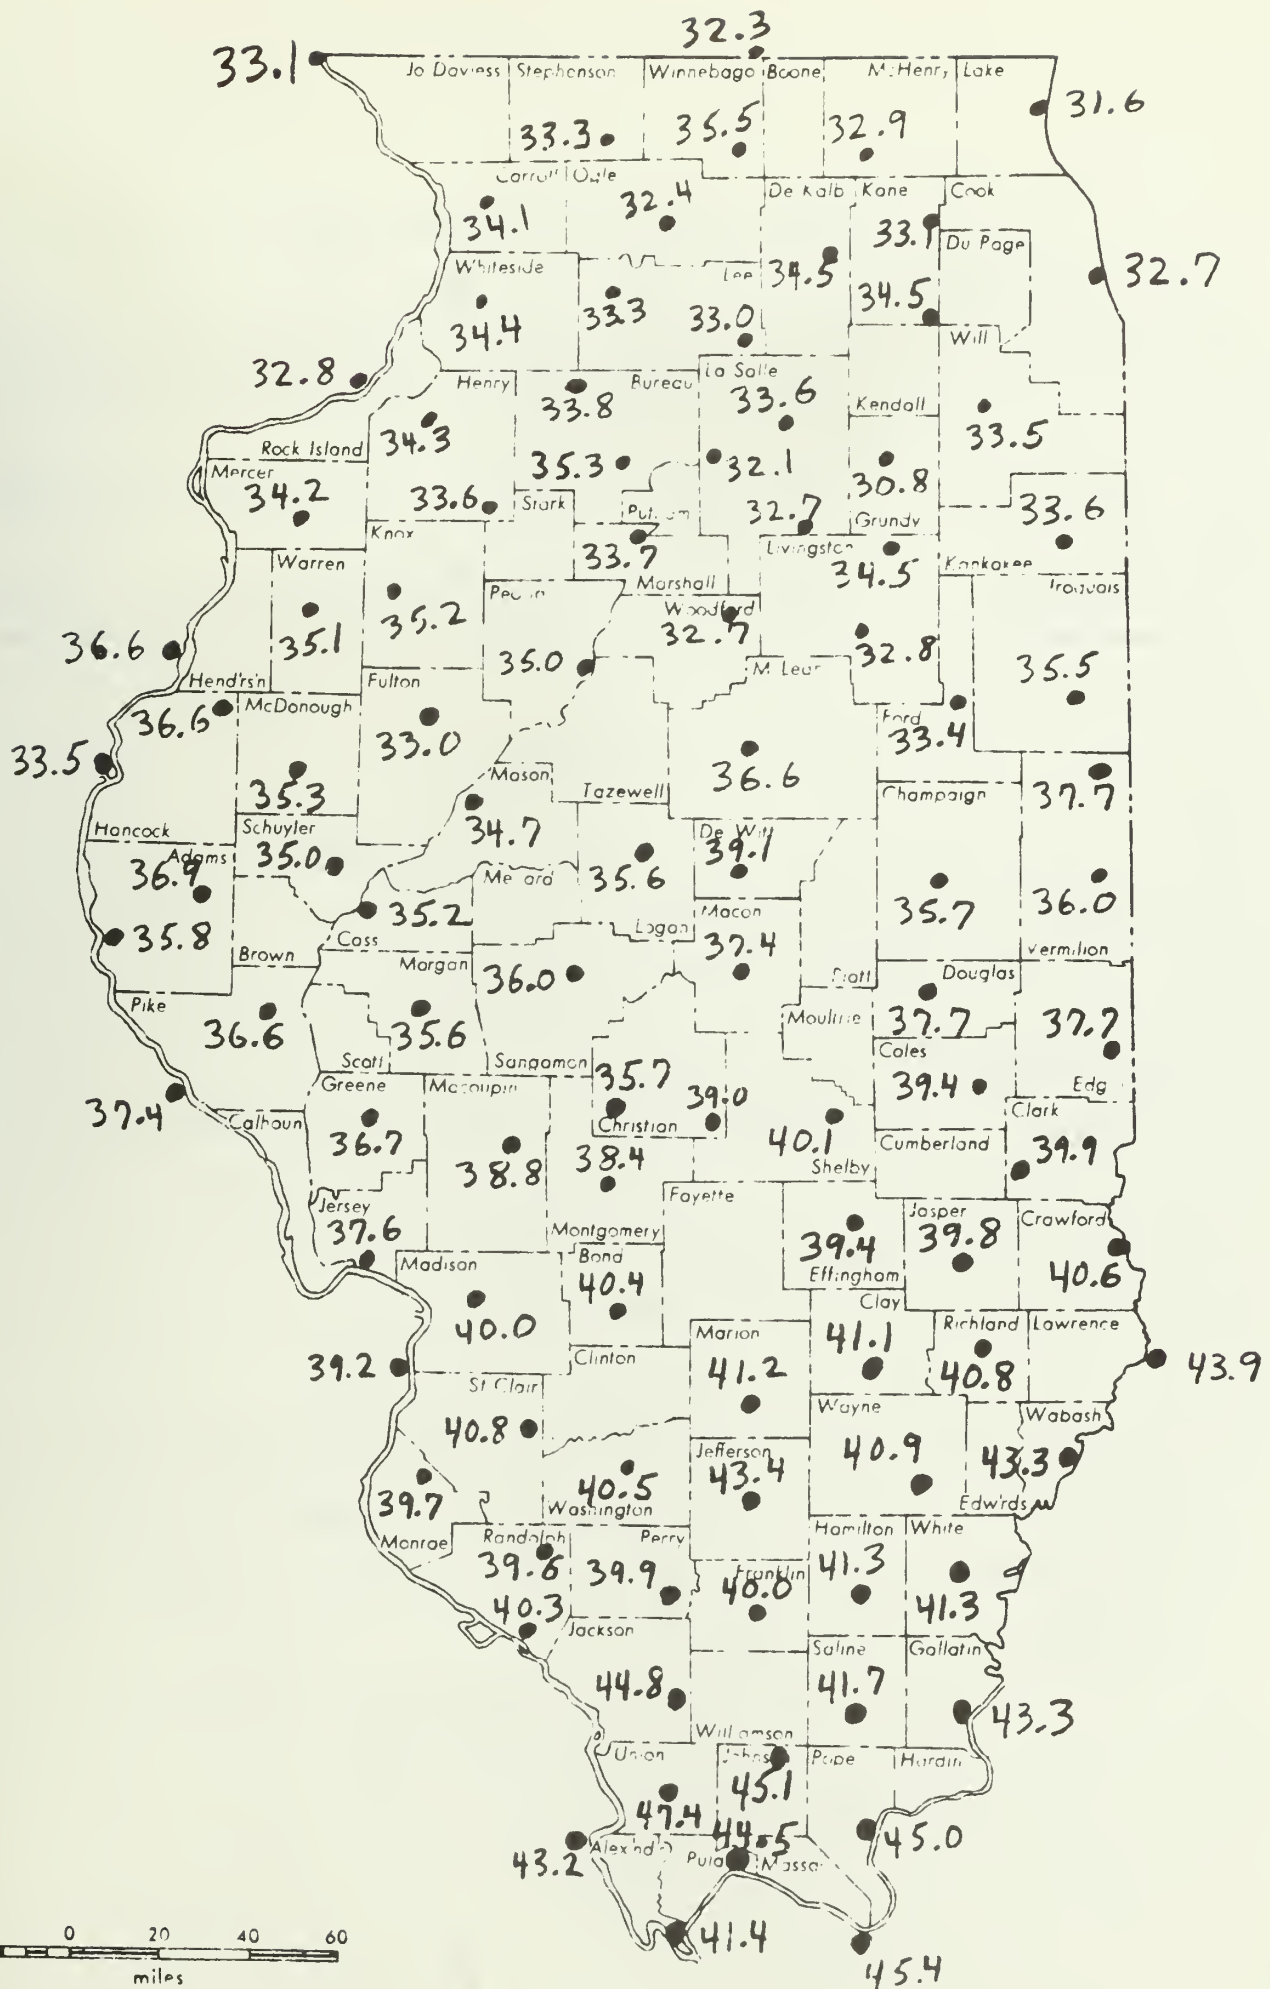 32.3
33.1
Jo Daviess Stephenson Winnebago Boone McHenry Lake
31.6
33.3 35.5 32.9
Carroll Ogle De Kalb Kane Cook
34.1 32.4 33.1
Du Page
Whiteside Lee 34.5 32.7
34.4 33.3 33.0 34.5
Will
32.8 Henry Bureau La Salle
33.8 33.6 Kendall
34.3 33.5
Rock Island
Mercer 35.3 32.1 30.8
34.2 33.6 Stark 32.7 Grundy 33.6
Knox 33.7 Livingston 34.5
Warren Marshall Kankakee Iroquois
35.2 Woodford
36.6 35.1 35.0 32.7 32.8 35.5
Hend'rs'n Fulton
36.6 McDonough Ford
33.5 33.0 33.4
35.3 Mason Tazewell 36.6 Champaign 37.7
Hancock Schuyler 34.7 De Witt
Adams 35.0 39.1
36.9 35.6 35.7 36.0
35.2 Macon
35.8 Cass Logan 37.4
Brown Morgan 36.0 Piatt Douglas Vermilion
Pike
36.6 35.6 Moultrie 37.7 37.7
Scott Sangamon Coles
37.4 Greene Macoupin 35.7 39.0 39.4 Edg
Calhoun 36.7 Christian 40.1 Clark
38.8 38.4 Shelby Cumberland 39.9
Jersey Fayette Jasper Crawford
37.6 Montgomery 39.4 39.8
Madison Bond Effingham 40.6
40.0 40.4 Clay
Marion 41.1 Richland Lawrence
39.2 Clinton 41.2 40.8 43.9
St Clair Wayne Wabash
40.8 Jefferson 40.9 43.3
39.7 40.5 43.4
Washington Edw'rds
Monroe Randolph Perry Hamilton White
39.6 39.9 Franklin 41.3
40.3 40.0 41.3
Jackson Saline Gallatin
44.8 41.7 43.3
Williamson
Union Johns Pope Hardin
45.1
47.4 44.5 45.0
43.2 Massa
41.4
45.4
0 20 40 60
miles